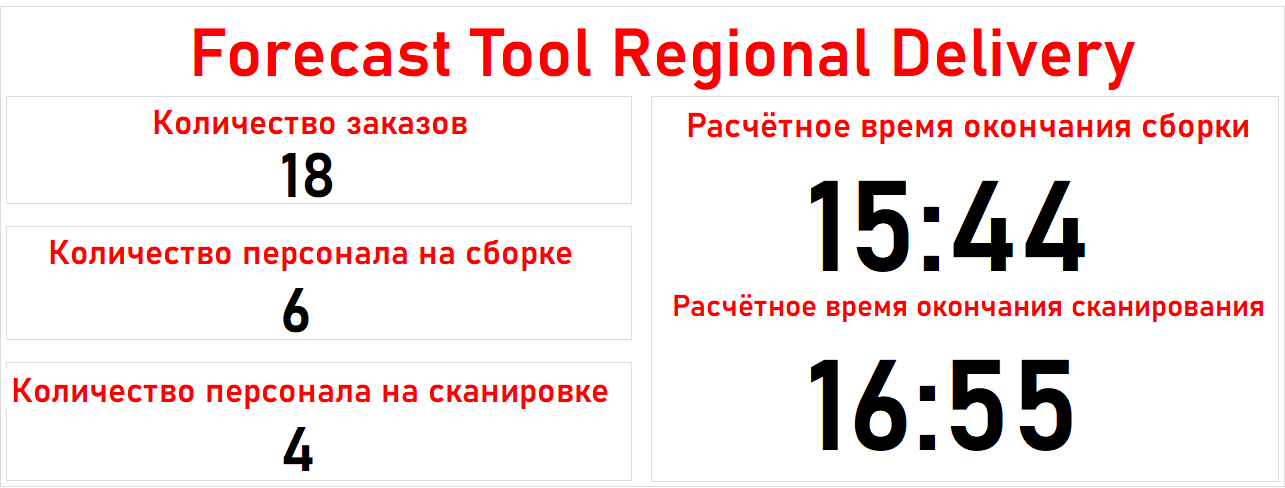 Forecast Tool Regional Delivery
Количество заказов
18
Количество персонала на сборке
6
Количество персонала на сканировке
4
Расчётное время окончания сборки
15:44
Расчётное время окончания сканирования
16:55